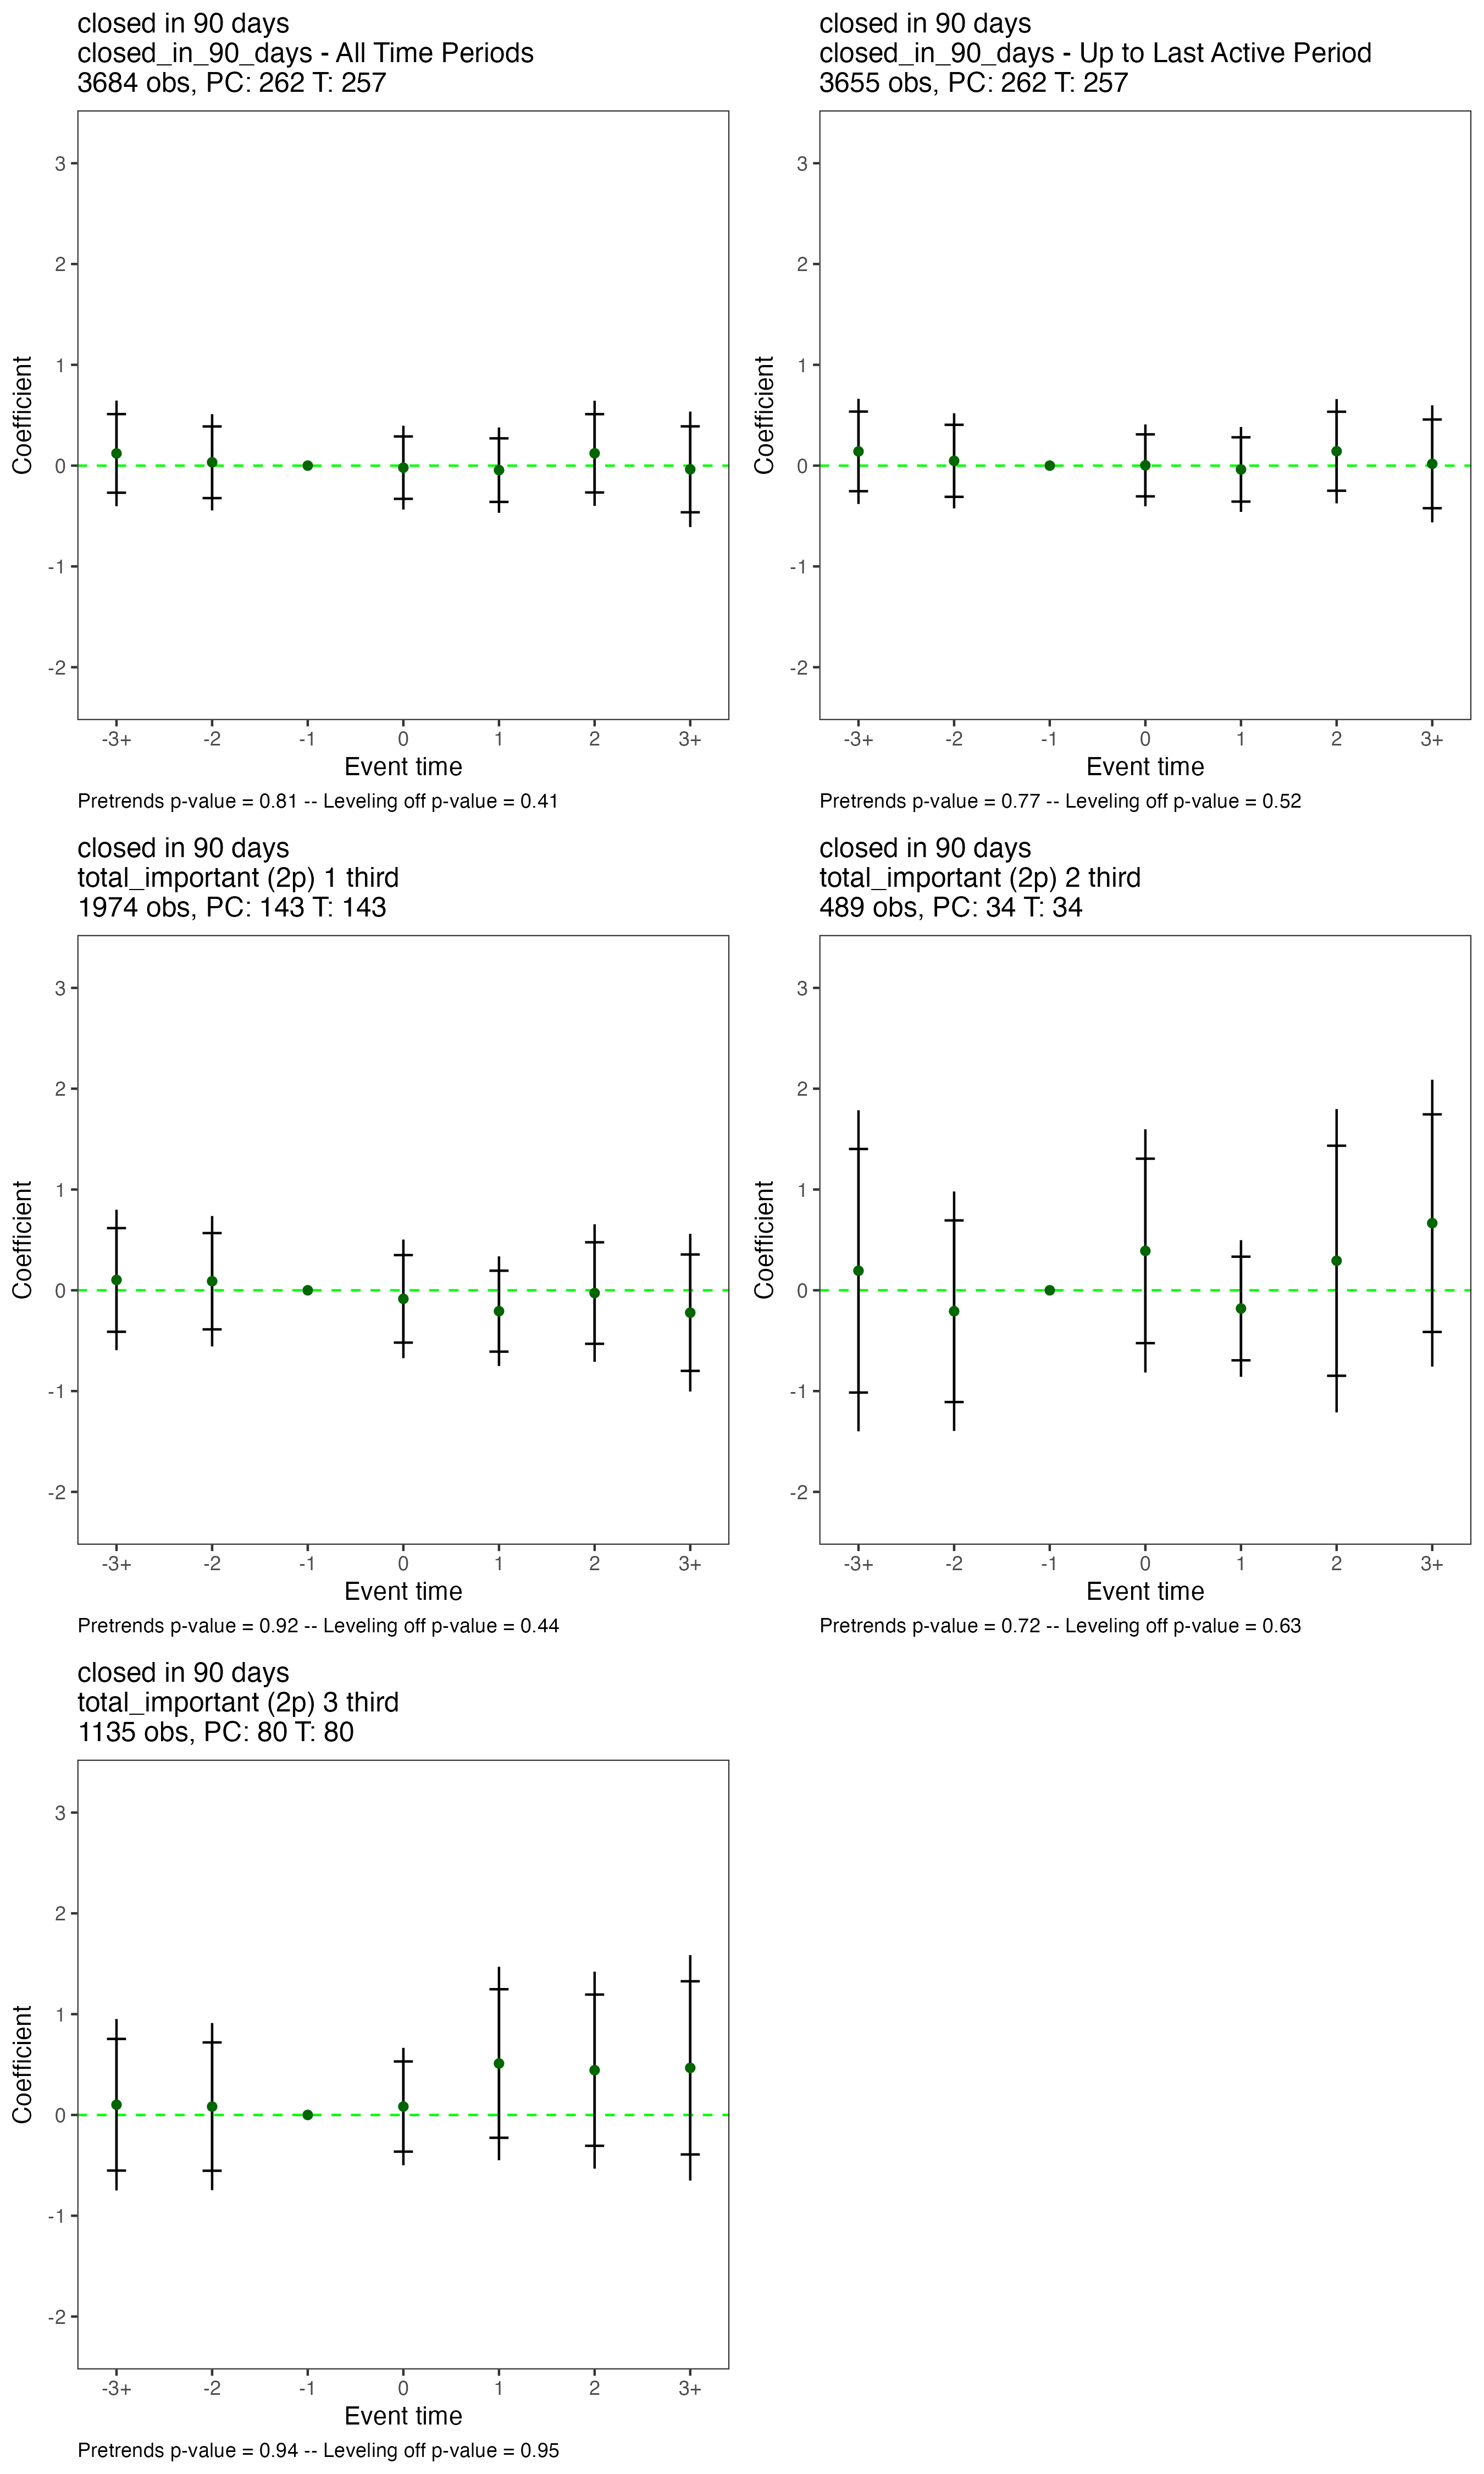 closed in 90 days
closed_in_90_days - All Time Periods
3684 obs, PC: 262 T: 257
3
2
1
0
-1
-2
Coefficient
-3+ -2 -1 0 1 2 3+
Event time
Pretrends p-value = 0.81 -- Leveling off p-value = 0.41
closed in 90 days
closed_in_90_days - Up to Last Active Period
3655 obs, PC: 262 T: 257
3
2
1
0
-1
-2
Coefficient
-3+ -2 -1 0 1 2 3+
Event time
Pretrends p-value = 0.77 -- Leveling off p-value = 0.52
closed in 90 days
total_important (2p) 1 third
1974 obs, PC: 143 T: 143
3
2
1
0
-1
-2
Coefficient
-3+ -2 -1 0 1 2 3+
Event time
Pretrends p-value = 0.92 -- Leveling off p-value = 0.44
closed in 90 days
total_important (2p) 2 third
489 obs, PC: 34 T: 34
3
2
1
0
-1
-2
Coefficient
-3+ -2 -1 0 1 2 3+
Event time
Pretrends p-value = 0.72 -- Leveling off p-value = 0.63
closed in 90 days
total_important (2p) 3 third
1135 obs, PC: 80 T: 80
3
2
1
0
-1
-2
Coefficient
-3+ -2 -1 0 1 2 3+
Event time
Pretrends p-value = 0.94 -- Leveling off p-value = 0.95